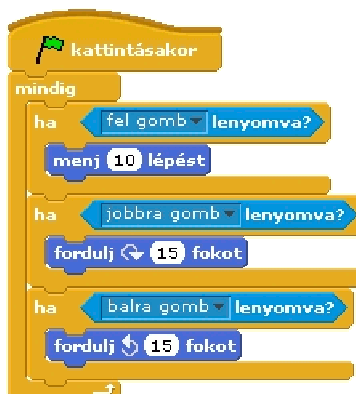 kattintásakor
mindig
ha fel gomb lenyomva?
menj 10 lépést
ha jobbra gomb lenyomva?
fordulj 15 fokot
ha balra gomb lenyomva?
fordulj 15 fokot